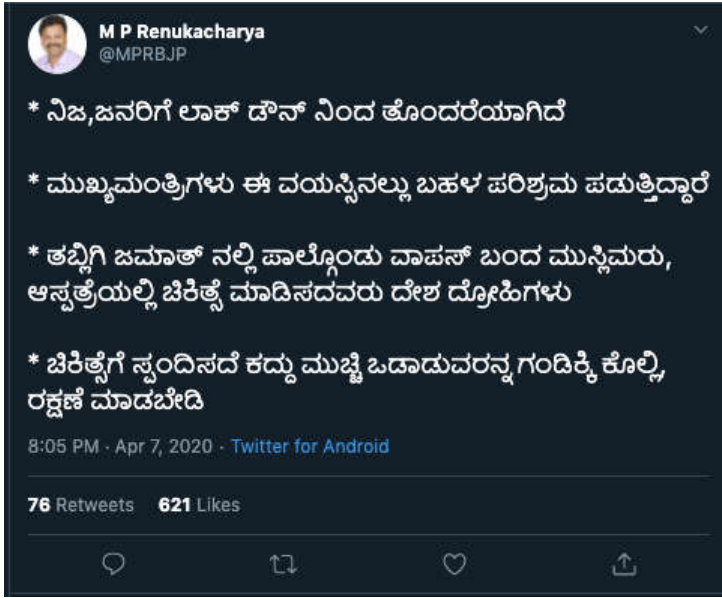 M P Renukacharya
@MPRBJP
* ನಿಜ,ಜನರಿಗೆ ಲಾಕ್ ಡೌನ್ ನಿಂದ ತೊಂದರೆಯಾಗಿದೆ
* ಮುಖ್ಯಮಂತ್ರಿಗಳು ಈ ವಯಸ್ಸಿನಲ್ಲು ಬಹಳ ಪರಿಶ್ರಮ ಪಡುತ್ತಿದ್ದಾರೆ
* ತಬ್ಲಿಗಿ ಜಮಾತ್ ನಲ್ಲಿ ಪಾಲ್ಗೊಂಡು ವಾಪಸ್ ಬಂದ ಮುಸ್ಲಿಮರು,
ಆಸ್ಪತ್ರೆಯಲ್ಲಿ ಚಿಕಿತ್ಸೆ ಮಾಡಿಸದವರು ದೇಶ ದ್ರೋಹಿಗಳು
* ಚಿಕಿತ್ಸೆಗೆ ಸ್ಪಂದಿಸದೆ ಕದ್ದು ಮುಚ್ಚಿ ಒಡಾಡುವರನ್ನ ಗಂಡಿಕ್ಕಿ ಕೊಲ್ಲಿ,
ರಕ್ಷಣೆ ಮಾಡಬೇಡಿ
8:05 PM · Apr 7, 2020 · Twitter for Android
76 Retweets 621 Likes